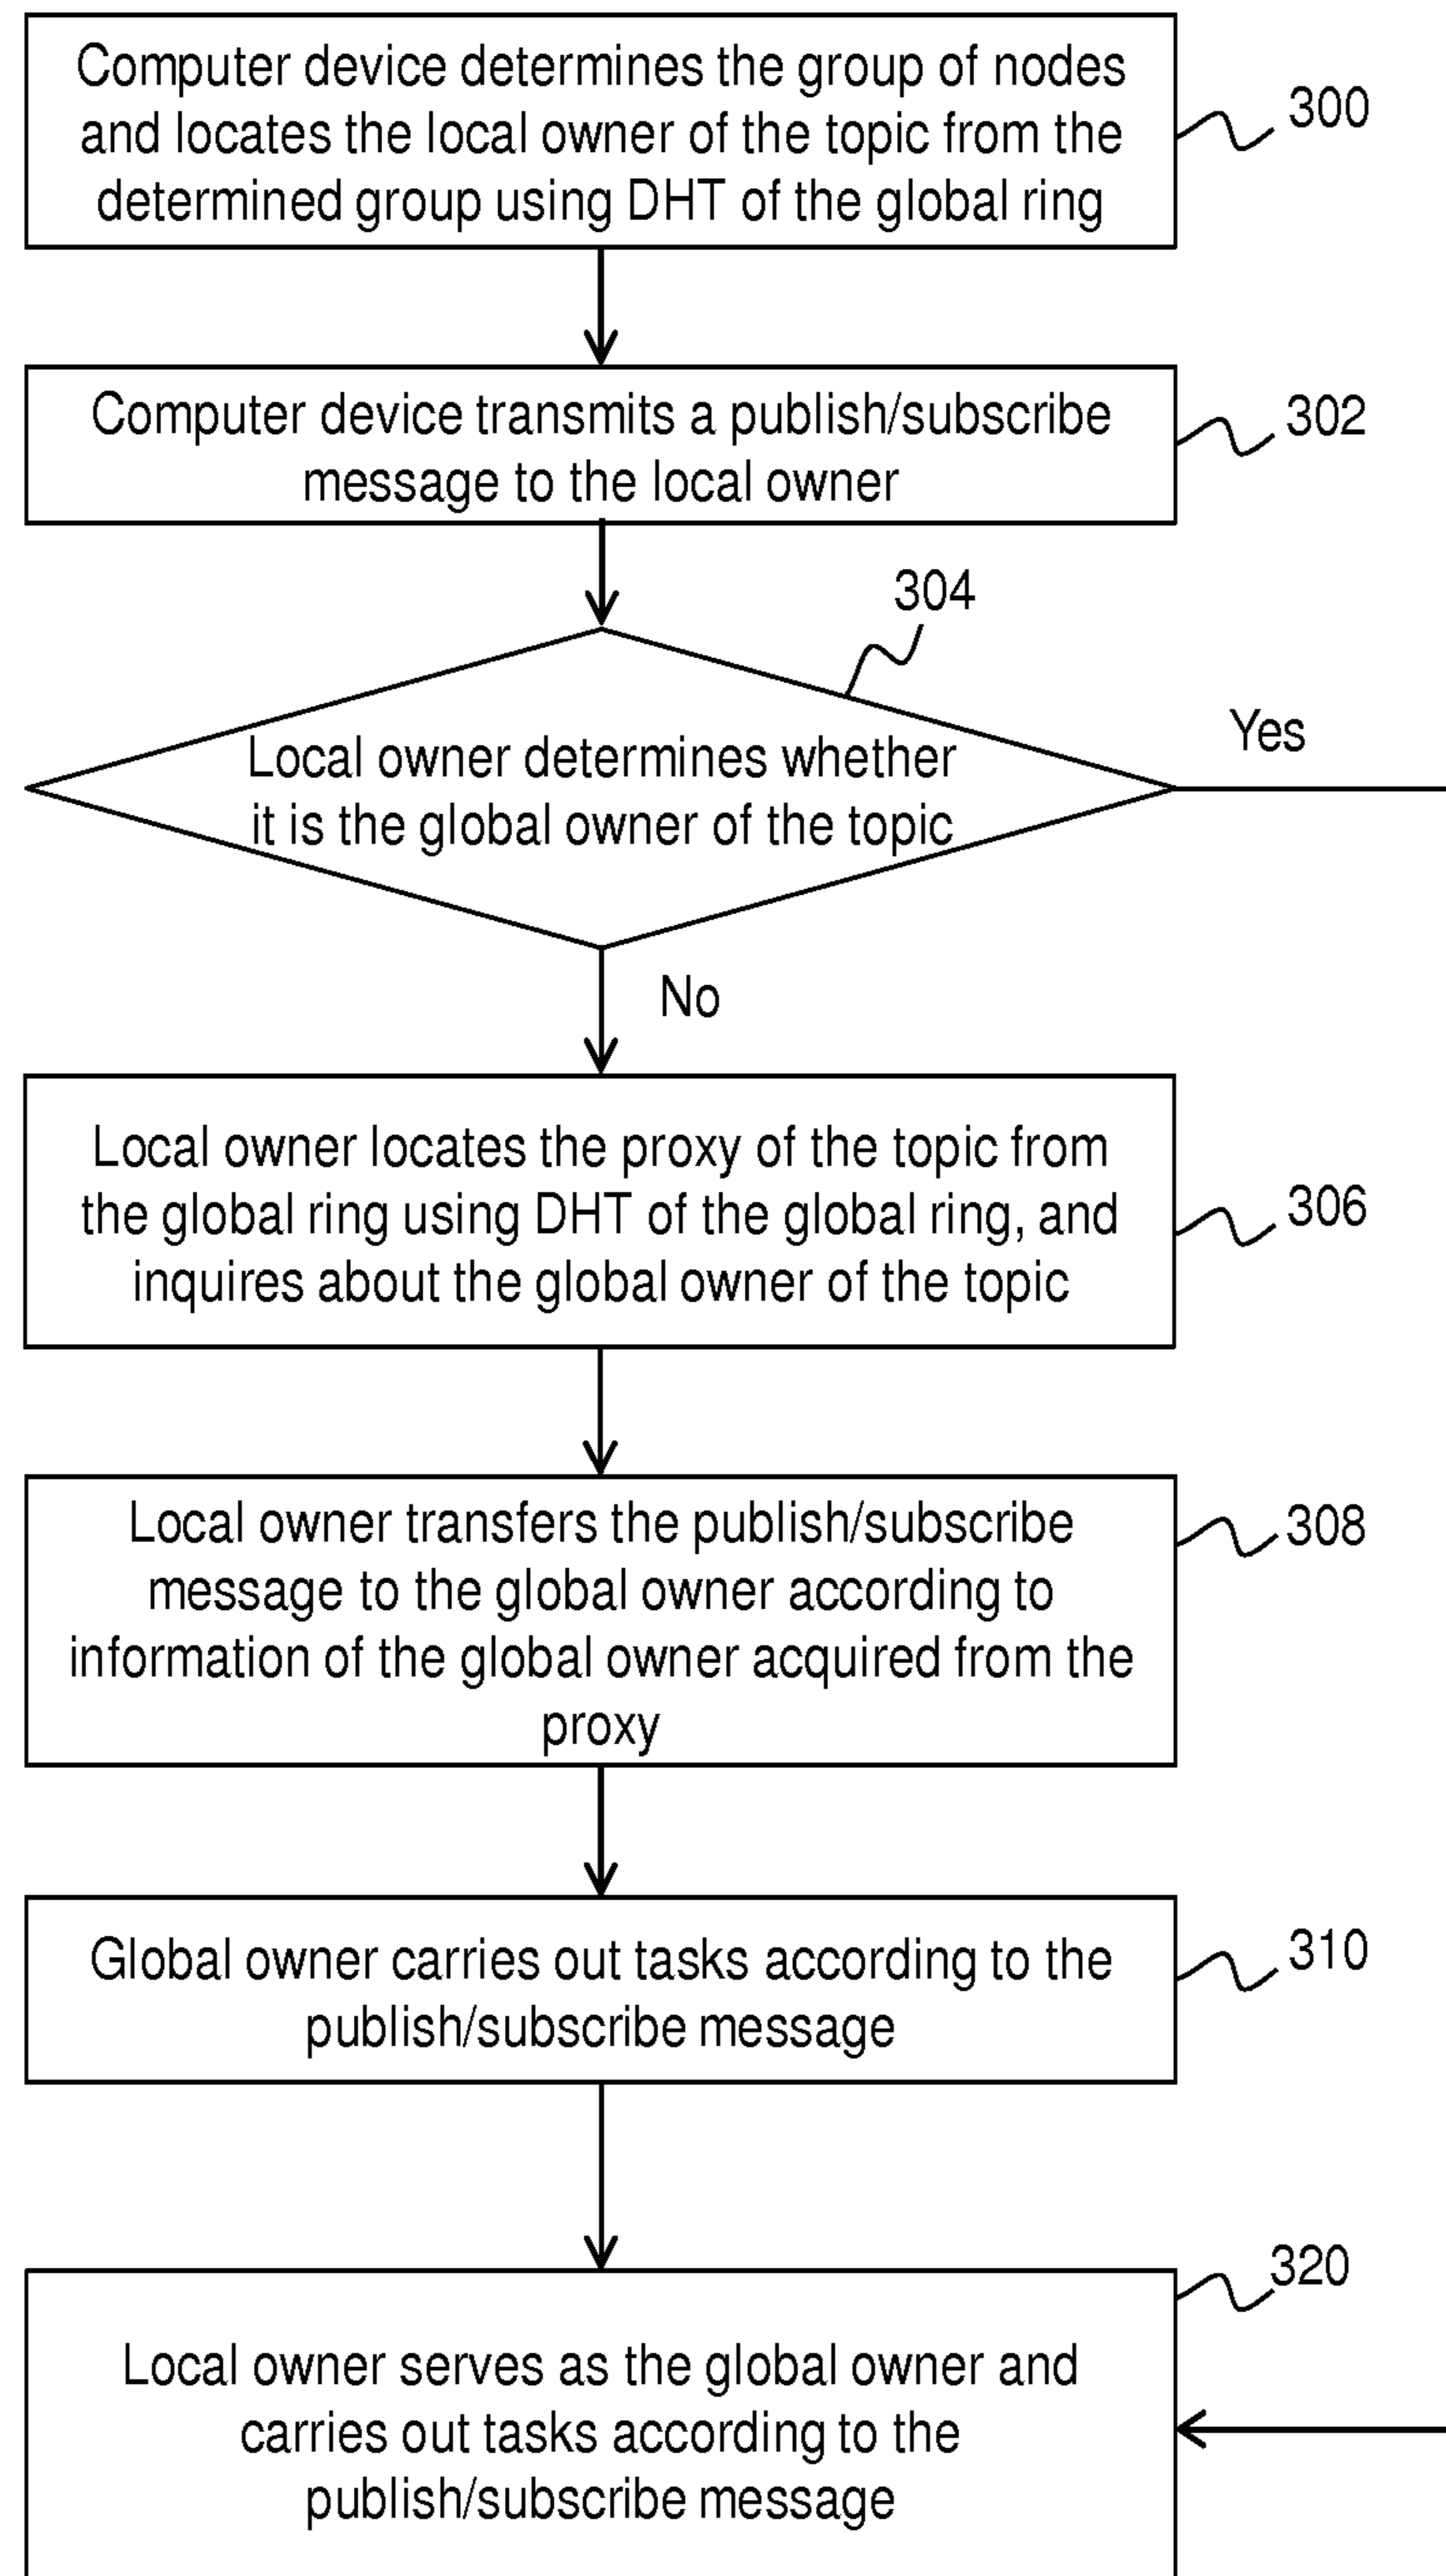 Computer device determines the group of nodes
and locates the local owner of the topic from the
determined group using DHT of the global ring
300
Computer device transmits a publish/subscribe
message to the local owner
302
304
Local owner determines whether
it is the global owner of the topic
Yes
No
Local owner locates the proxy of the topic from
the global ring using DHT of the global ring, and
inquires about the global owner of the topic
306
Local owner transfers the publish/subscribe
message to the global owner according to
information of the global owner acquired from the
proxy
308
Global owner carries out tasks according to the
publish/subscribe message
310
320
Local owner serves as the global owner and
carries out tasks according to the
publish/subscribe message